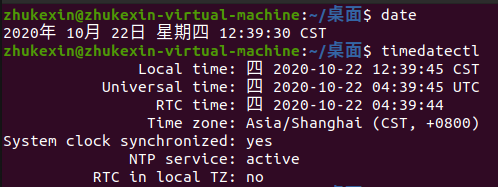 zhukexin@zhukexin-virtual-machine:~/桌面$ date
2020年 10月 22日 星期四 12:39:30 CST
zhukexin@zhukexin-virtual-machine:~/桌面$ timedatectl
Local time: 四 2020-10-22 12:39:45 CST
Universal time: 四 2020-10-22 04:39:45 UTC
RTC time: 四 2020-10-22 04:39:44
Time zone: Asia/Shanghai (CST, +0800)
System clock synchronized: yes
NTP service: active
RTC in local TZ: no